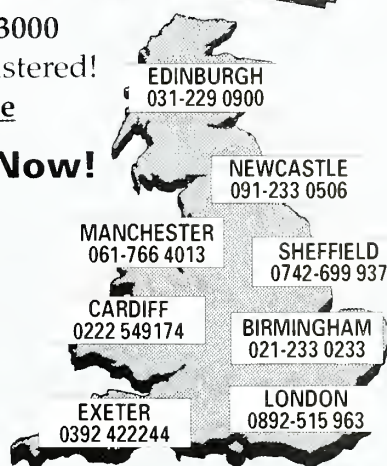 3000
stered!
e
Now!
EDINBURGH
031-229 0900
NEWCASTLE
091-233 0506
MANCHESTER
061-766 4013
SHEFFIELD
0742-699 937
CARDIFF
0222 549174
BIRMINGHAM
021-233 0233
EXETER
0392 422244
LONDON
0892-515 963